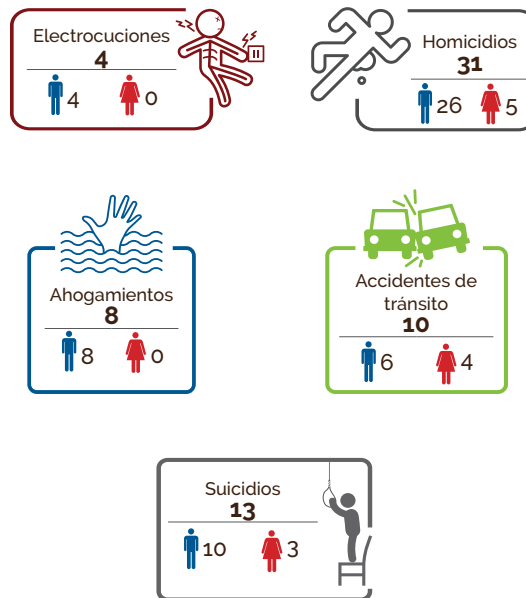 Electrocuciones
4
4 0
Homicidios
31
26 5
Ahogamientos
8
8 0
Accidentes de
tránsito
10
6 4
Suicidios
13
10 3